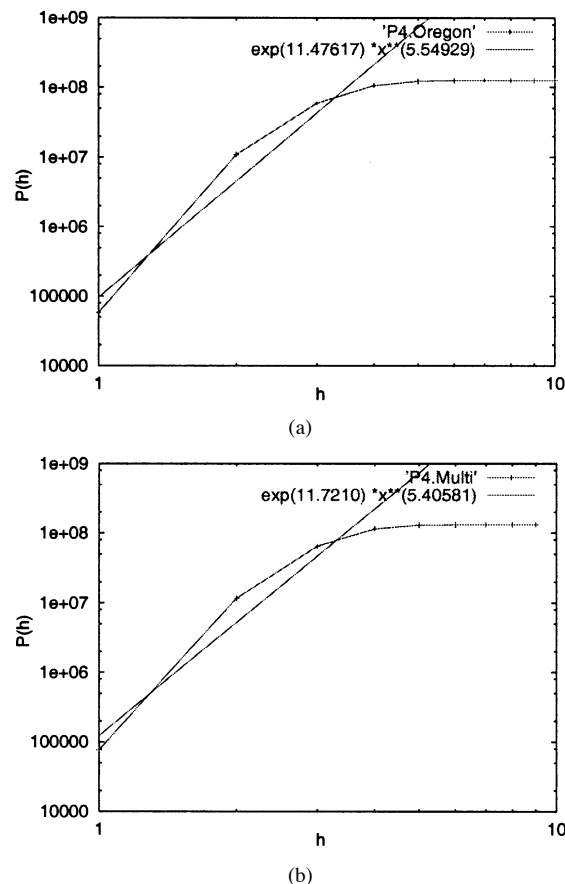 1e+09
'P4.Oregon'
exp(11.47617) *x**(5.54929)
1e+08
1e+07
P(h)
1e+06
100000
10000
1
10
h
(a)
1e+09
'P4.Multi'
exp(11.7210) *x**(5.40581)
1e+08
1e+07
P(h)
1e+06
100000
10000
1
10
h
(b)